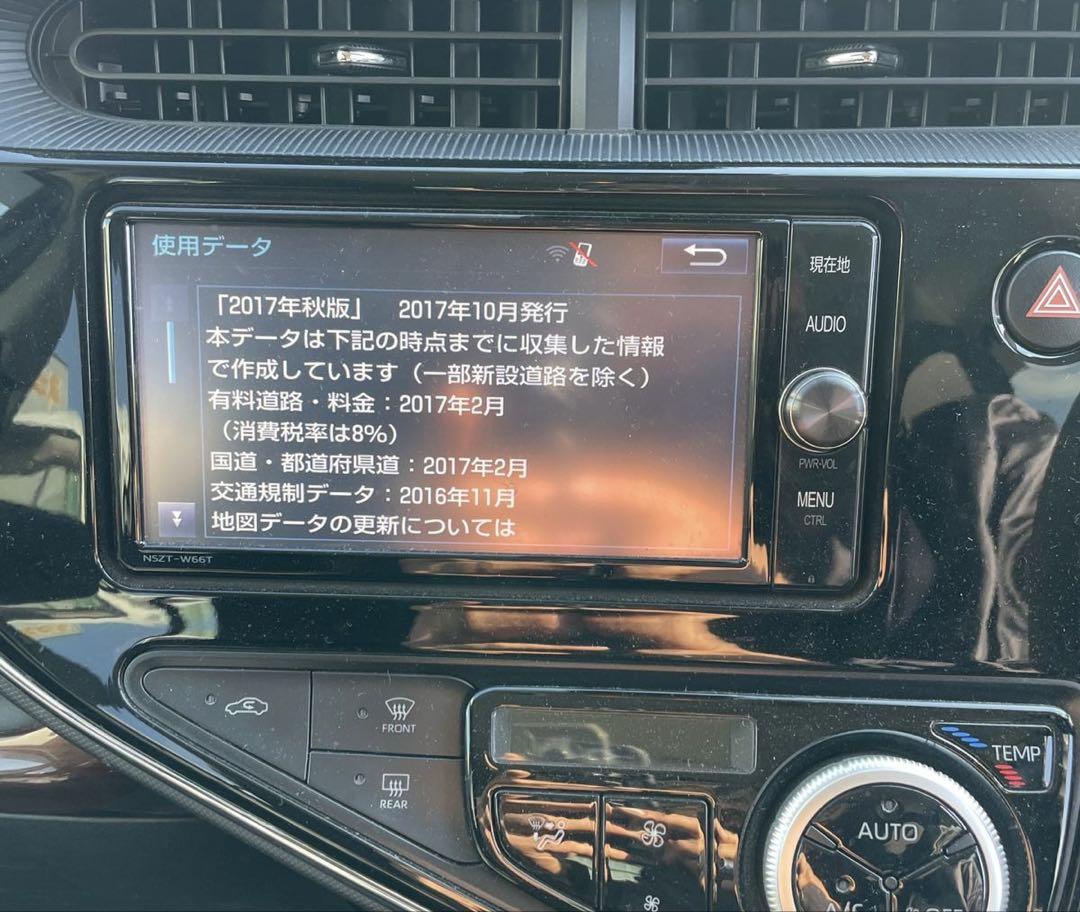 使用データ
「2017年秋版」 2017年10月発行
本データは下記の時点までに収集した情報
で作成しています（一部新設道路を除く）
有料道路・料金：2017年2月
（消費税率は8%）
国道・都道府県道：2017年2月
交通規制データ：2016年11月
地図データの更新については
NSZT-W66T
現在地
AUDIO
PWR·VOL
MENU
CTRL
FRONT
REAR
TEMP
AUTO